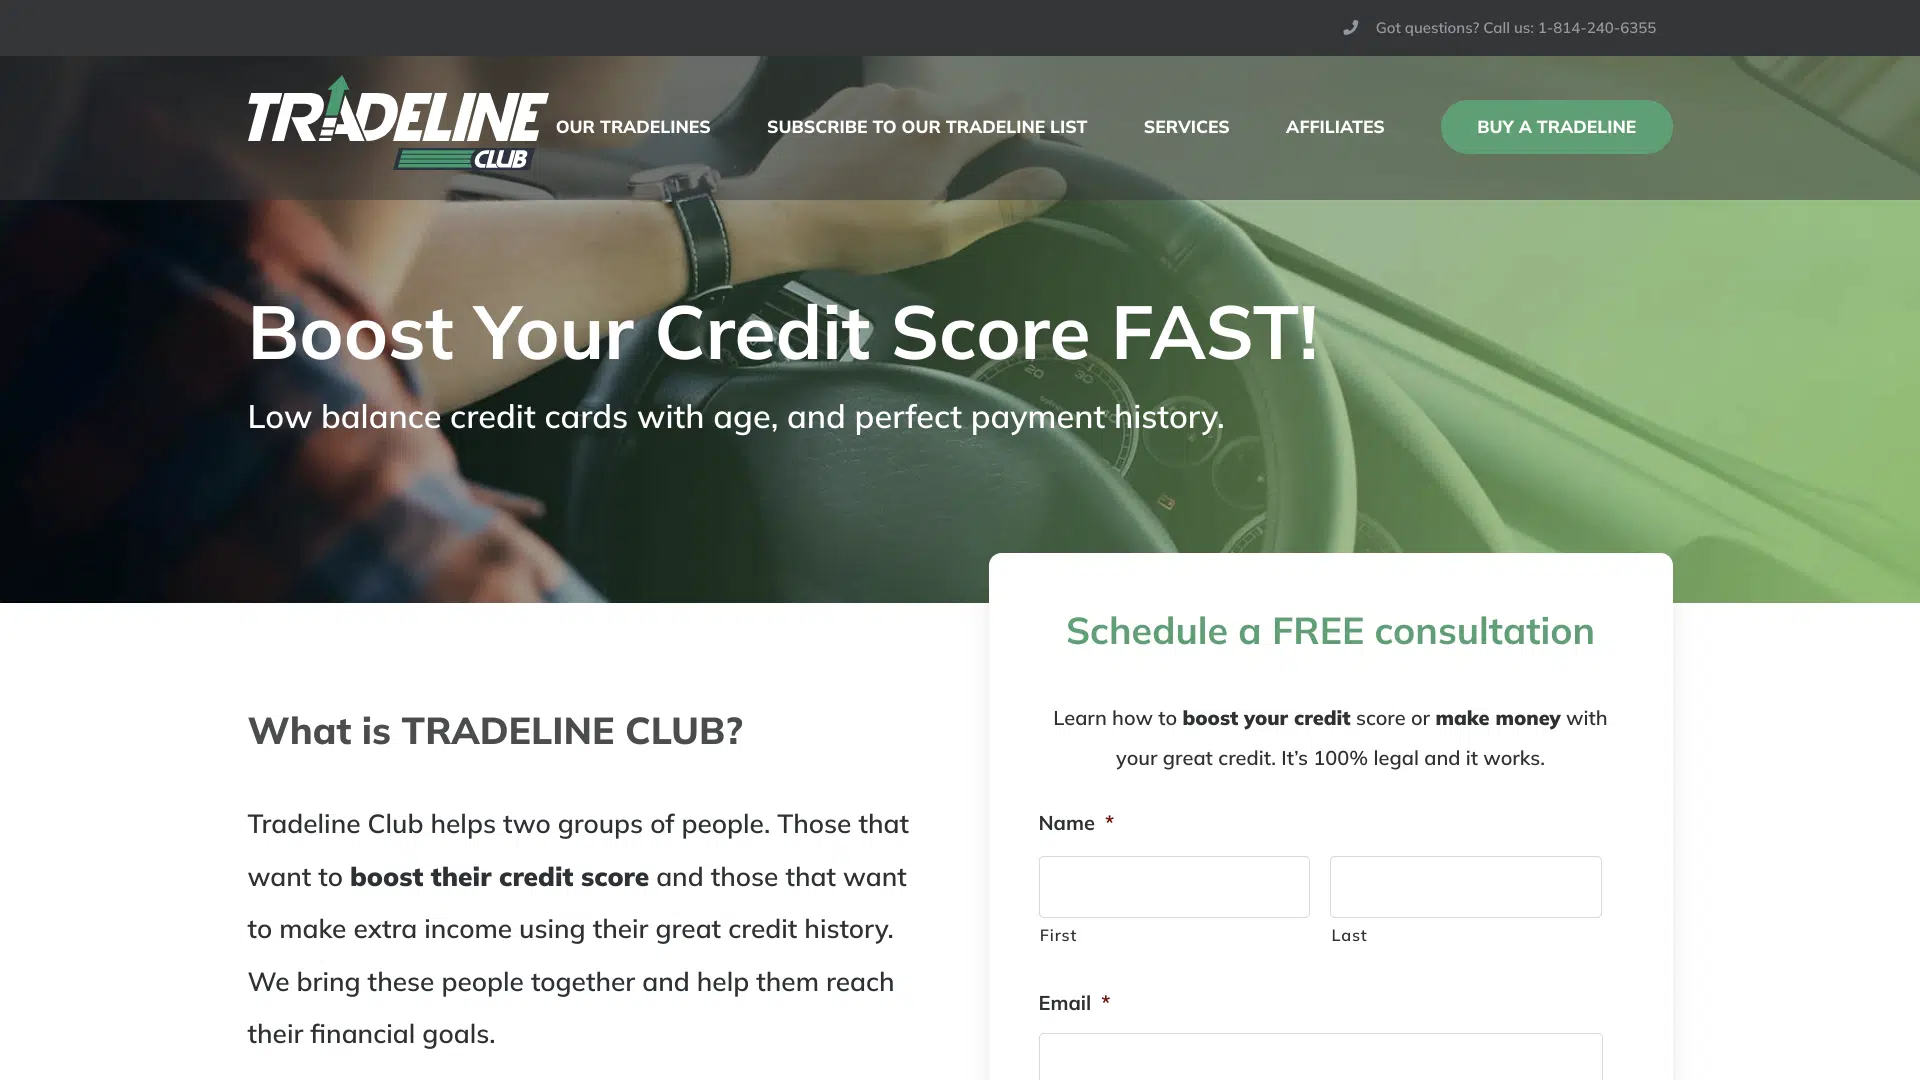 Got questions? Call us: 1-814-240-6355
TRADELINE
CLUB
OUR TRADELINES
SUBSCRIBE TO OUR TRADELINE LIST
SERVICES
AFFILIATES
BUY A TRADELINE
Boost Your Credit Score FAST!
Low balance credit cards with age, and perfect payment history.
20
30
What is TRADELINE CLUB?
Tradeline Club helps two groups of people. Those that
want to boost their credit score and those that want
to make extra income using their great credit history.
We bring these people together and help them reach
their financial goals.
Schedule a FREE consultation
Learn how to boost your credit score or make money with
your great credit. It’s 100% legal and it works.
Name *
First
Last
Email *